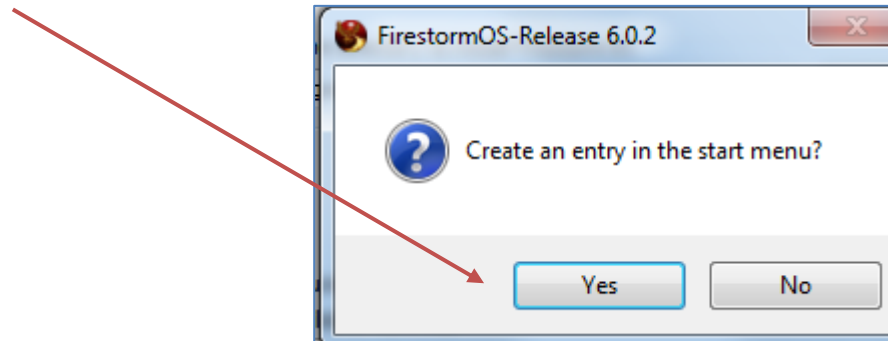 FirestormOS-Release 6.0.2
Create an entry in the start menu?
Yes
No